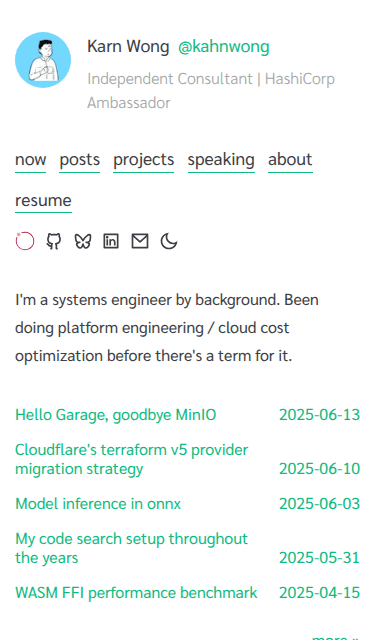 Karn Wong @kahnwong
Independent Consultant | HashiCorp
Ambassador
now posts projects speaking about
resume
I'm a systems engineer by background. Been
doing platform engineering / cloud cost
optimization before there's a term for it.
Hello Garage, goodbye MinIO 2025-06-13
Cloudflare's terraform v5 provider
migration strategy 2025-06-10
Model inference in onnx 2025-06-03
My code search setup throughout
the years 2025-05-31
WASM FFI performance benchmark 2025-04-15
more »